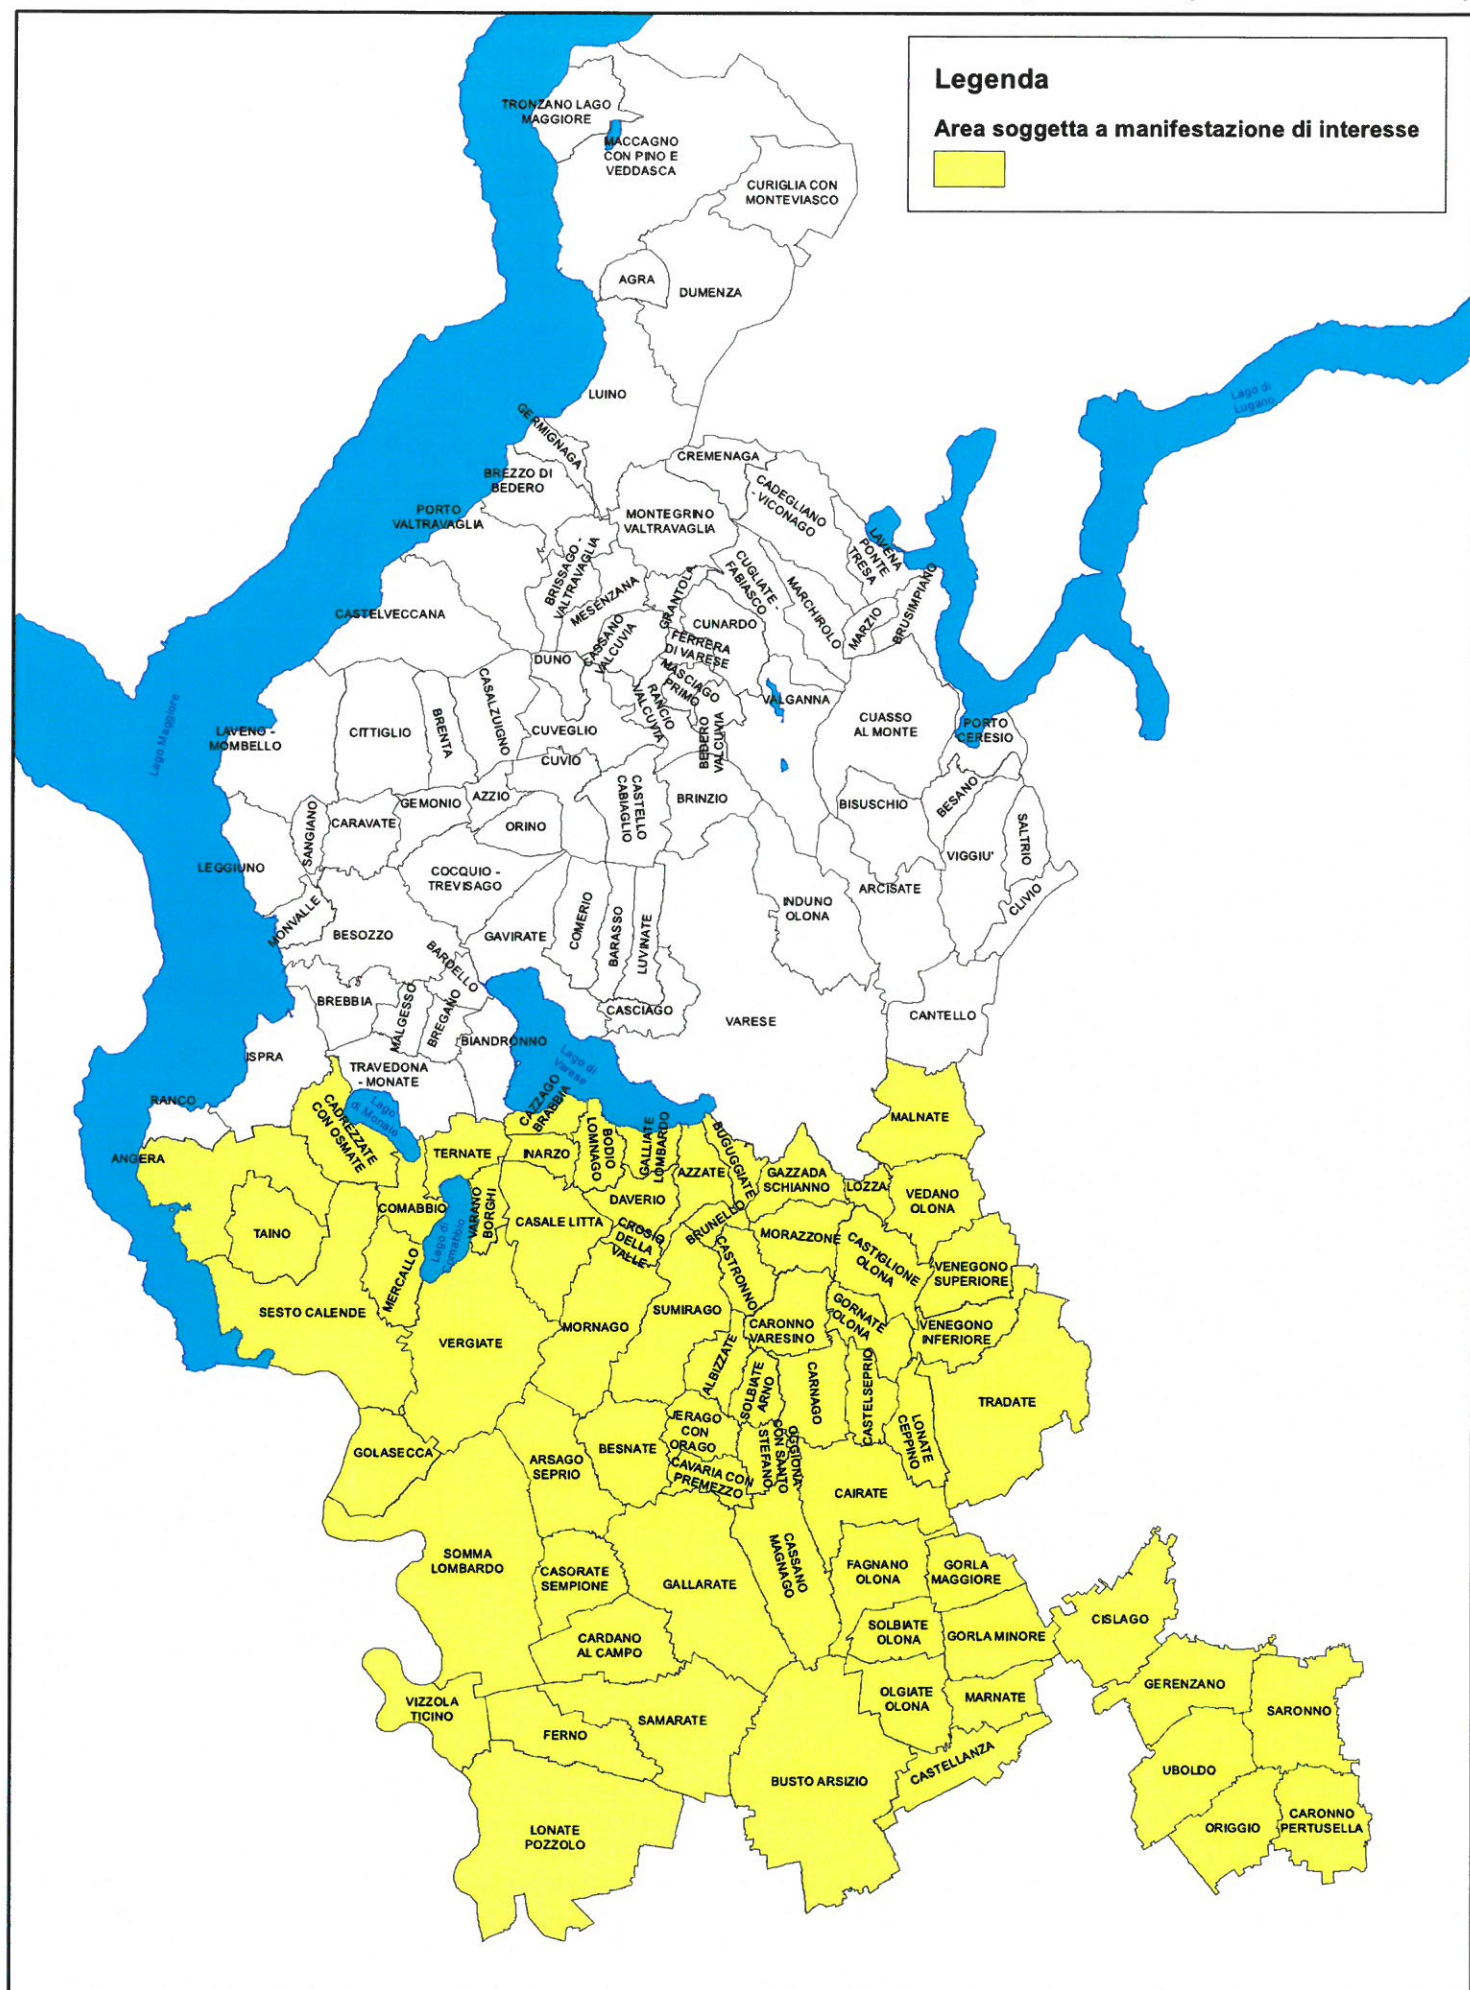 Legenda
Area soggetta a manifestazione di interesse
TRONZANO LAGO
MAGGIORE
MACCAGNO
CON PINO E
VEDDASCA
CURIGLIA CON
MONTEVIASCO
AGRA
DUMENZA
Lago di
Lugano
LUINO
GERMIGNAGA
CREMENAGA
BREZZO DI
BEDERO
CADEGLIANO
- VICONAGO
PORTO
VALTRAVAGLIA
MONTEGRINO
VALTRAVAGLIA
LAVENA
PONTE
TRESA
BRISSAGO -
VALTRAVAGLIA
CUGLIATE -
FABIASCO
MARCHIROLO
BRUSIMPIANO
MESENZANA
GRANTOLA
CASTELVECCANA
CUNARDO
MARZIO
CASSANO
VALCUVIA
FERRERA
DI VARESE
DUNO
MASCIAGO
PRIMO
RANCIO
VALCUVIA
VALGANNA
CASALZUIGNO
Lago Maggiore
LAVENO -
MOMBELLO
CITTIGLIO
BRENTA
CUVEGLIO
BEDERO
VALCUVIA
CUASSO
AL MONTE
PORTO
CERESIO
CUVIO
BESANO
GEMONIO
AZZIO
CASTELLO
CABIAGLIO
BRINZIO
BISUSCHIO
SANGIANO
CARAVATE
ORINO
SALTRIO
VIGGIU'
LEGGIUNO
COCQUIO -
TREVISAGO
ARCISATE
CLIVIO
INDUNO
OLONA
MONVALLE
BESOZZO
GAVIRATE
COMERIO
BARASSO
LUVINATE
BARDELLO
BREBBIA
MALGESSO
BREGANO
CASCIAGO
VARESE
CANTELLO
BIANDRONNO
ISPRA
TRAVEDONA
- MONATE
Lago di
Varese
RANCO
Lago
di Monate
CADREZZATE
CON OSMATE
CAZZAGO
BRABBIA
MALNATE
ANGERA
TERNATE
INARZO
BODIO
LOMNAGO
GALLIATE
LOMBARDO
AZZATE
BUGUGGIATE
GAZZADA
SCHIANNO
LOZZA
VEDANO
OLONA
COMABBIO
VARANO
BORGHI
CASALE LITTA
DAVERIO
TAINO
Lago di
Comabbio
CROSIO
DELLA
VALLE
BRUNELLO
MORAZZONE
CASTIGLIONE
OLONA
MERCALLO
CASTRONNO
VENEGONO
SUPERIORE
SESTO CALENDE
SUMIRAGO
GORNATE
OLONA
VERGIATE
MORNAGO
CARONNO
VARESINO
VENEGONO
INFERIORE
ALBIZZATE
SOLBIATE
ARNO
CARNAGO
CASTELSEPRIO
TRADATE
GOLASECCA
ARSAGO
SEPRIO
BESNATE
JERAGO
CON
ORAGO
OGGIONA
CON SANTO
STEFANO
LONATE
CEPPINO
CAVARIA CON
PREMEZZO
CAIRATE
SOMMA
LOMBARDO
CASORATE
SEMPIONE
GALLARATE
CASSANO
MAGNAGO
FAGNANO
OLONA
GORLA
MAGGIORE
CARDANO
AL CAMPO
SOLBIATE
OLONA
GORLA MINORE
CISLAGO
VIZZOLA
TICINO
OLGIATE
OLONA
MARNATE
GERENZANO
FERNO
SAMARATE
SARONNO
BUSTO ARSIZIO
CASTELLANZA
UBOLDO
LONATE
POZZOLO
ORIGGIO
CARONNO
PERTUSELLA